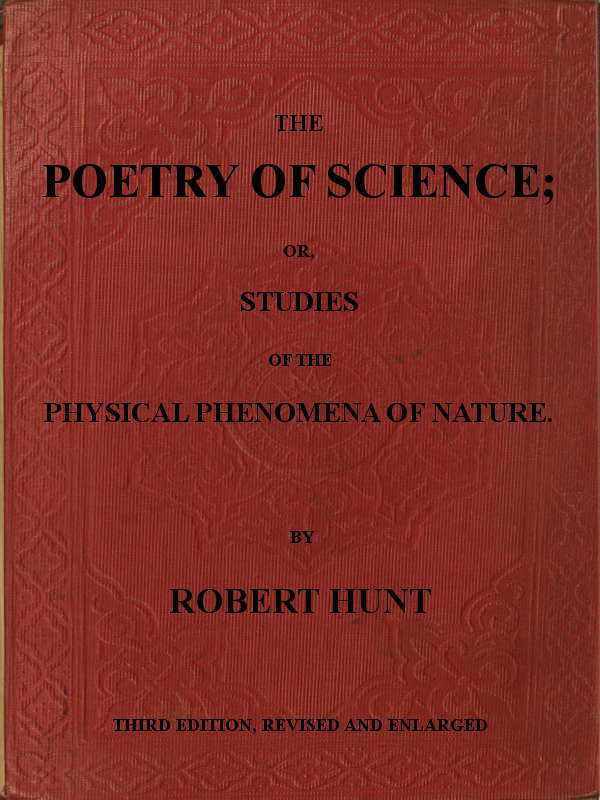 THE
POETRY OF SCIENCE;
OR,
STUDIES
OF THE
PHYSICAL PHENOMENA OF NATURE.
BY
ROBERT HUNT
THIRD EDITION, REVISED AND ENLARGED